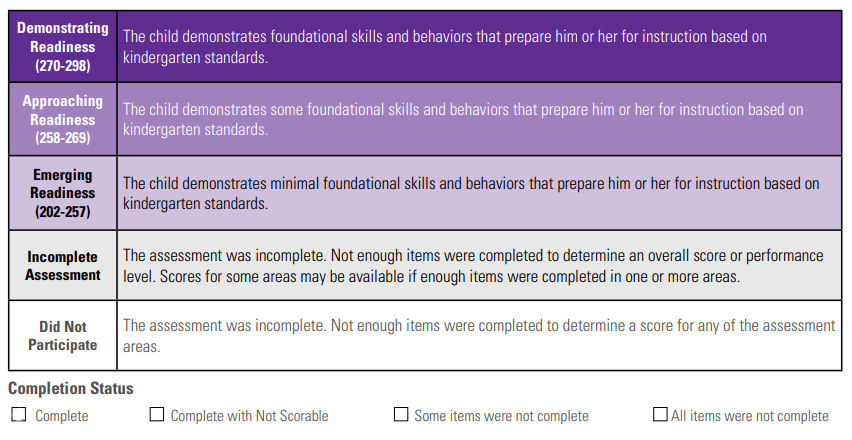 Demonstrating
Readiness
(270-298)
The child demonstrates foundational skills and behaviors that prepare him or her for instruction based on
kindergarten standards.
Approaching
Readiness
(258-269)
The child demonstrates some foundational skills and behaviors that prepare him or her for instruction based on
kindergarten standards.
Emerging
Readiness
(202-257)
The child demonstrates minimal foundational skills and behaviors that prepare him or her for instruction based on
kindergarten standards.
Incomplete
Assessment
The assessment was incomplete. Not enough items were completed to determine an overall score or performance
level. Scores for some areas may be available if enough items were completed in one or more areas.
Did Not
Participate
The assessment was incomplete. Not enough items were completed to determine a score for any of the assessment
areas.
Completion Status
Complete Complete with Not Scorable Some items were not complete All items were not complete